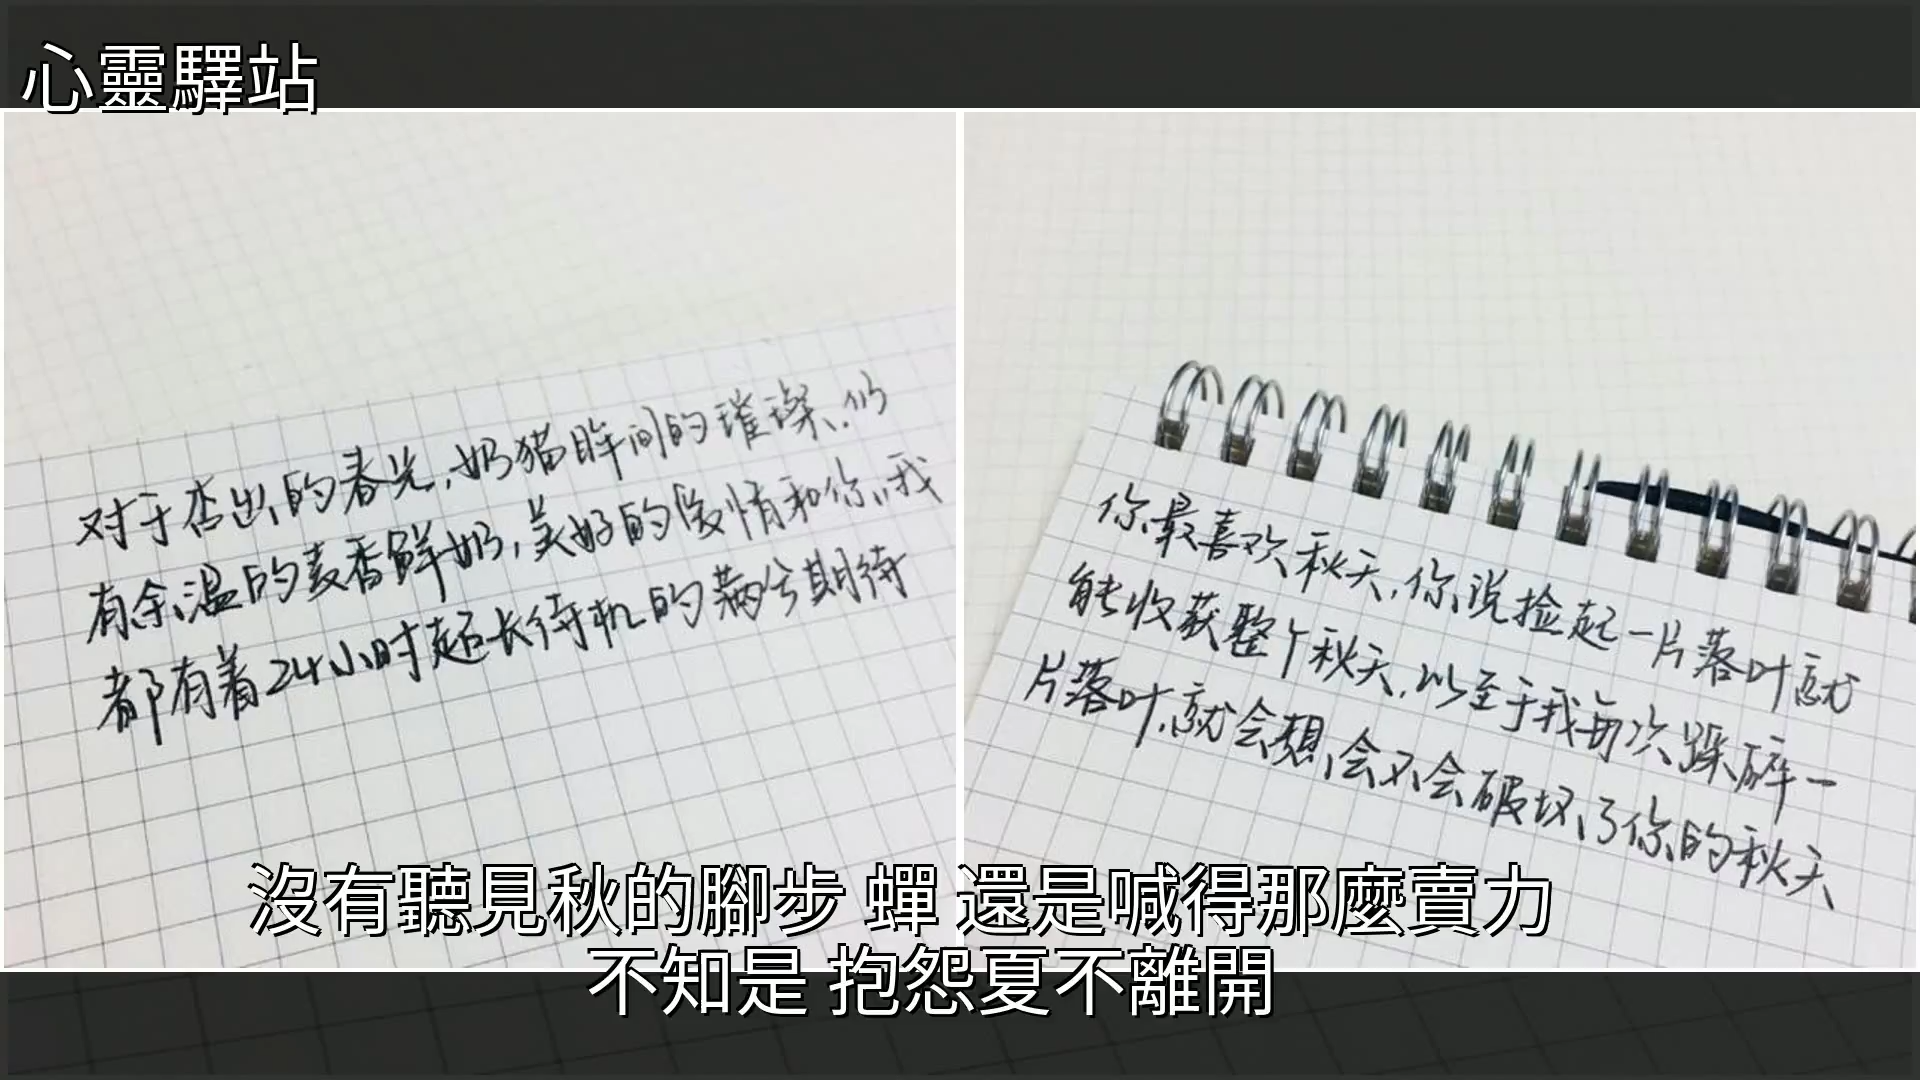 心靈驛站
对于杏出的春光,奶猫眸间的璀璨,仍
有余温的麦香鲜奶,美好的爱情和你,我
都有着24小时超长待机的满兮期待
你最喜欢秋天,你说捡起一片落叶就
能收获整个秋天,以至于我每次踩碎一
片落叶,就会想,会不会破坏了你的秋天
沒有聽見秋的腳步 蟬 還是喊得那麼賣力
不知是 抱怨夏不離開